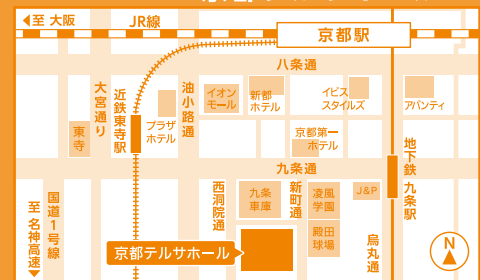 至 大阪
JR線
京都駅
八条通
大宮通り
近鉄東寺駅
油小路通
イオン
モール
新都
ホテル
イビス
スタイルズ
アバンティ
プラザ
ホテル
東寺
京都第一
ホテル
地下鉄 九条駅
九条通
国道1号線
至 名神高速
西洞院通
九条
車庫
新町通
凌風
学園
J&P
殿田
球場
烏丸通
京都テルサホール
N